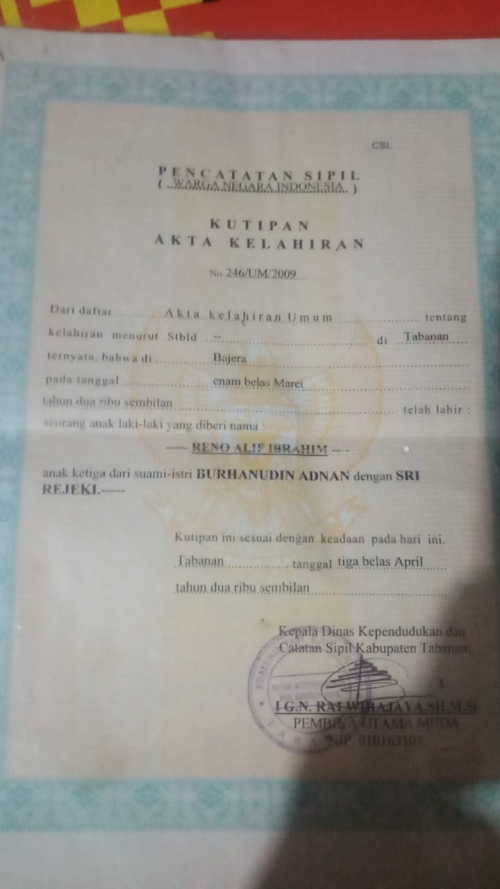 CSL
PENCATATAN SIPIL
( ..WARGA NEGARA INDONESIA.. )
KUTIPAN
AKTA KELAHIRAN
No. 246/UM/2009
Dari daftar Akta kelahiran Umum tentang
kelahiran menurut Stbld -- di Tabanan
ternyata, bahwa di Bajera
pada tanggal enam belas Maret
tahun dua ribu sembilan telah lahir :
seorang anak laki-laki yang diberi nama :
---- RENO ALIF IBRAHIM ----
anak ketiga dari suami-istri BURHANUDIN ADNAN dengan SRI
REJEKI.-----
Kutipan ini sesuai dengan keadaan pada hari ini.
Tabanan, tanggal tiga belas April
tahun dua ribu sembilan
Kepala Dinas Kependudukan dan
Catatan Sipil Kabupaten Tabanan,
I G.N. RAI WIRAJAYA.SH.M.Si
PEMBINA UTAMA MUDA
NIP